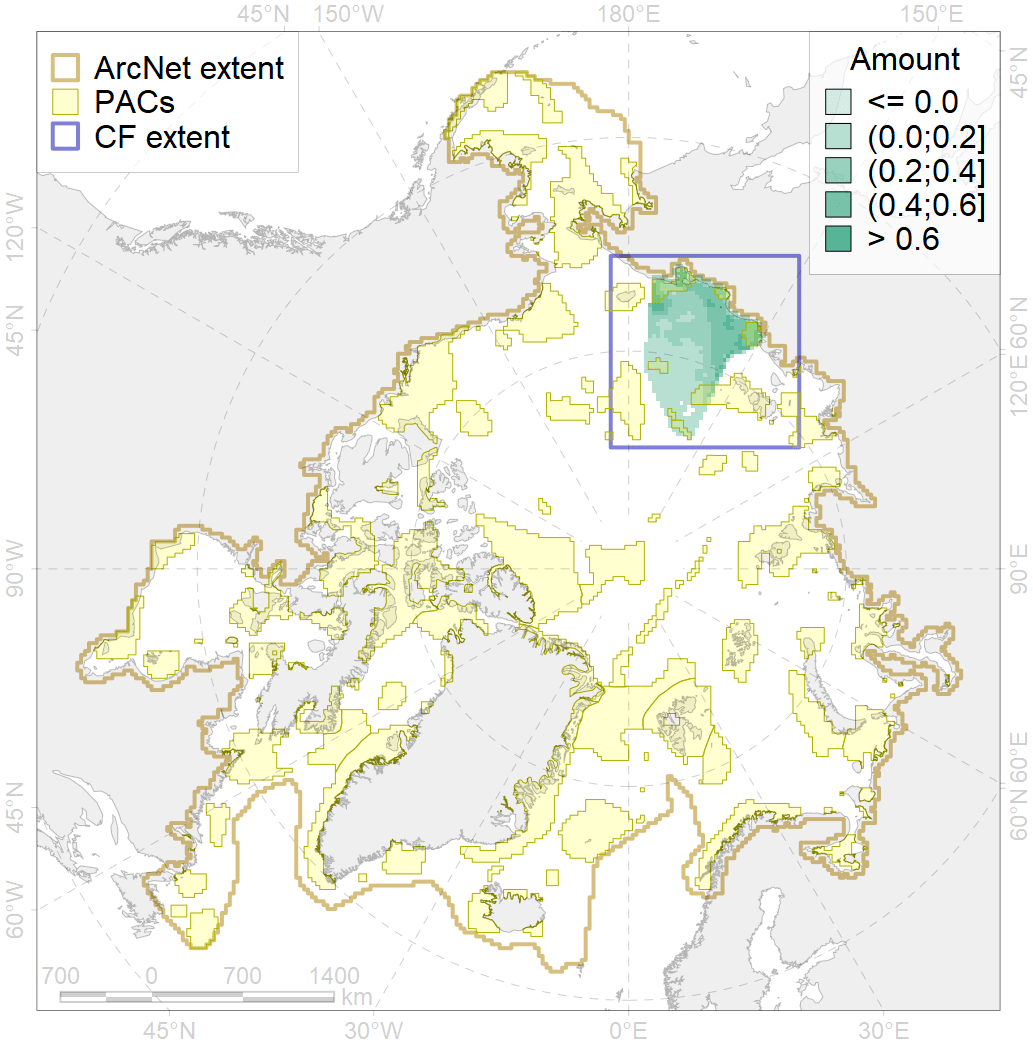 45°N 150°W 180°E 150°E
ArcNet extent
PACs
CF extent
Amount
<= 0.0
(0.0;0.2]
(0.2;0.4]
(0.4;0.6]
> 0.6
45°N
120°W
60°N
45°N
120°E
90°W
90°E
45°N
60°N
60°W
700 0 700 1400
km
45°N 30°W 0°E 30°E